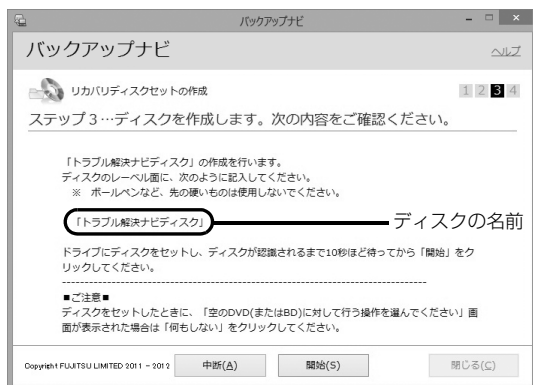 バックアップナビ
バックアップナビ
ヘルプ
リカバリディスクセットの作成
1 2 3 4
ステップ3…ディスクを作成します。次の内容をご確認ください。
「トラブル解決ナビディスク」の作成を行います。
ディスクのレーベル面に、次のように記入してください。
※ ボールペンなど、先の硬いものは使用しないでください。
「トラブル解決ナビディスク」
ディスクの名前
ドライブにディスクをセットし、ディスクが認識されるまで10秒ほど待ってから「開始」をク
リックしてください。
■ご注意■
ディスクをセットしたときに、「空のDVD(またはBD)に対して行う操作を選んでください」画
面が表示された場合は「何もしない」をクリックしてください。
Copyright FUJITSU LIMITED 2011 - 2012
中断(A)
開始(S)
閉じる(C)